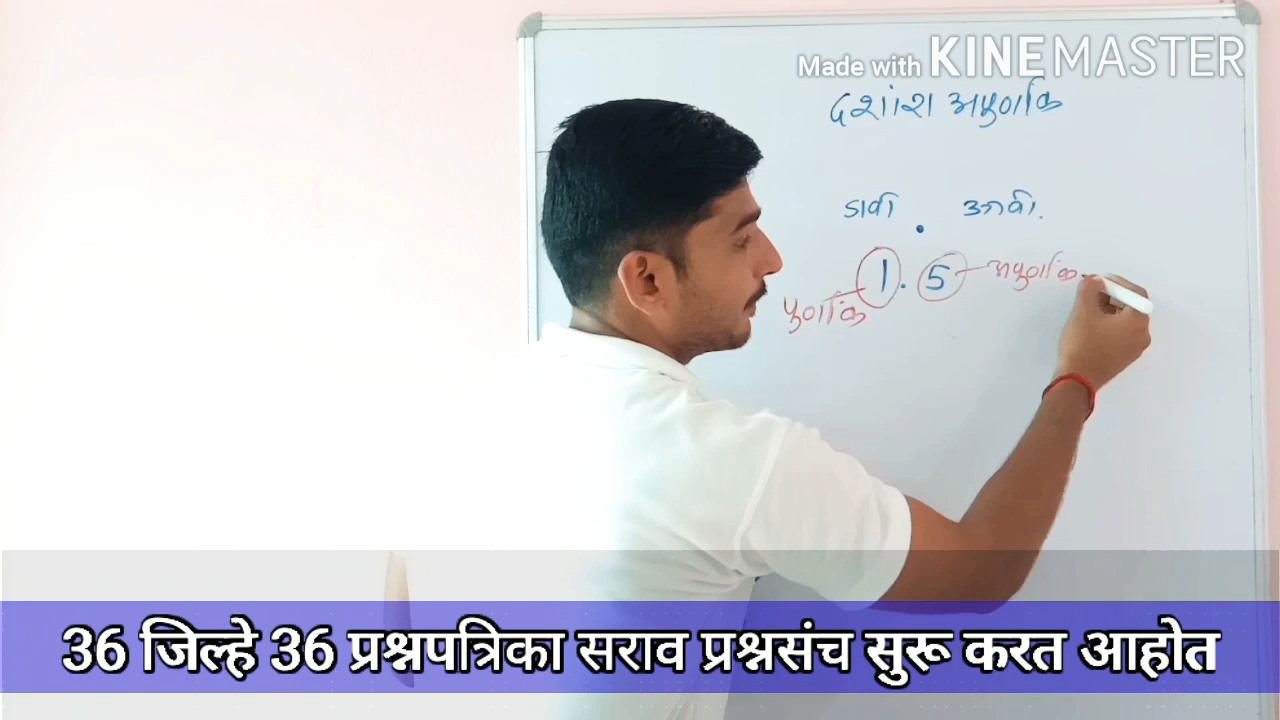 Made with KINEMASTER
दशांश अपूर्णांक
डावी . उजवी.
1.5 अपूर्णांक
पूर्णांक
36 जिल्हे 36 प्रश्नपत्रिका सराव प्रश्नसंच सुरू करत आहोत